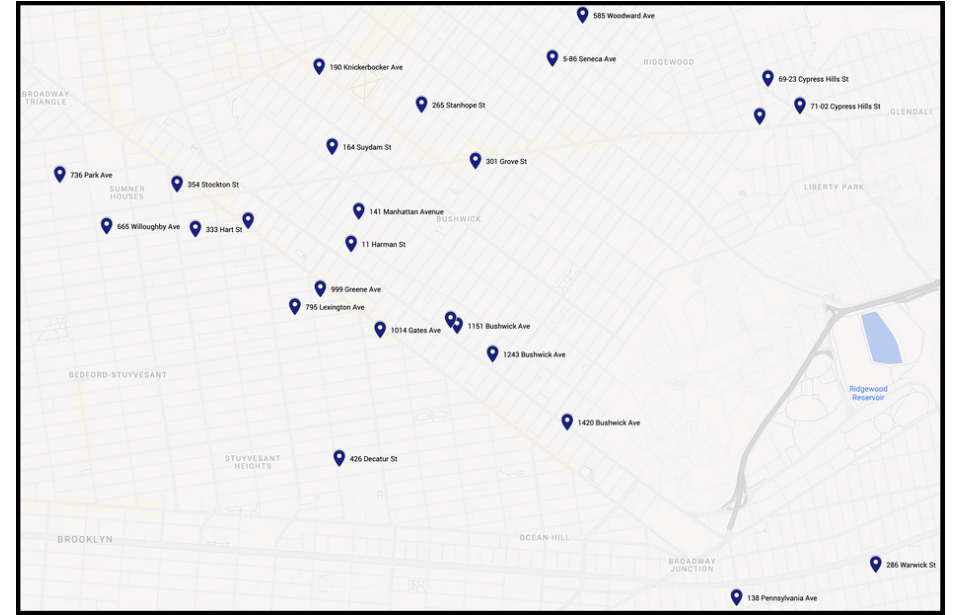 585 Woodward Ave
5-86 Seneca Ave
RIDGEWOOD
190 Knickerbocker Ave
69-23 Cypress Hills St
BROADWAY
TRIANGLE
265 Stanhope St
71-02 Cypress Hills St
GLENDALE
164 Suydam St
301 Grove St
736 Park Ave
354 Stockton St
SUMNER
HOUSES
LIBERTY PARK
141 Manhattan Avenue
BUSHWICK
665 Willoughby Ave
333 Hart St
11 Harman St
999 Greene Ave
795 Lexington Ave
1014 Gates Ave
1151 Bushwick Ave
1243 Bushwick Ave
BEDFORD-STUYVESANT
Ridgewood
Reservoir
1420 Bushwick Ave
STUYVESANT
HEIGHTS
426 Decatur St
BROOKLYN
OCEAN HILL
BROADWAY
JUNCTION
286 Warwick St
138 Pennsylvania Ave